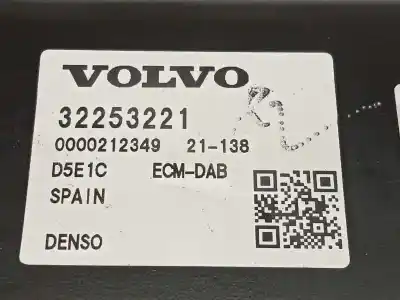 VOLVO
32253221
0000212349 21-138
D5E1C ECM-DAB
SPAIN
DENSO